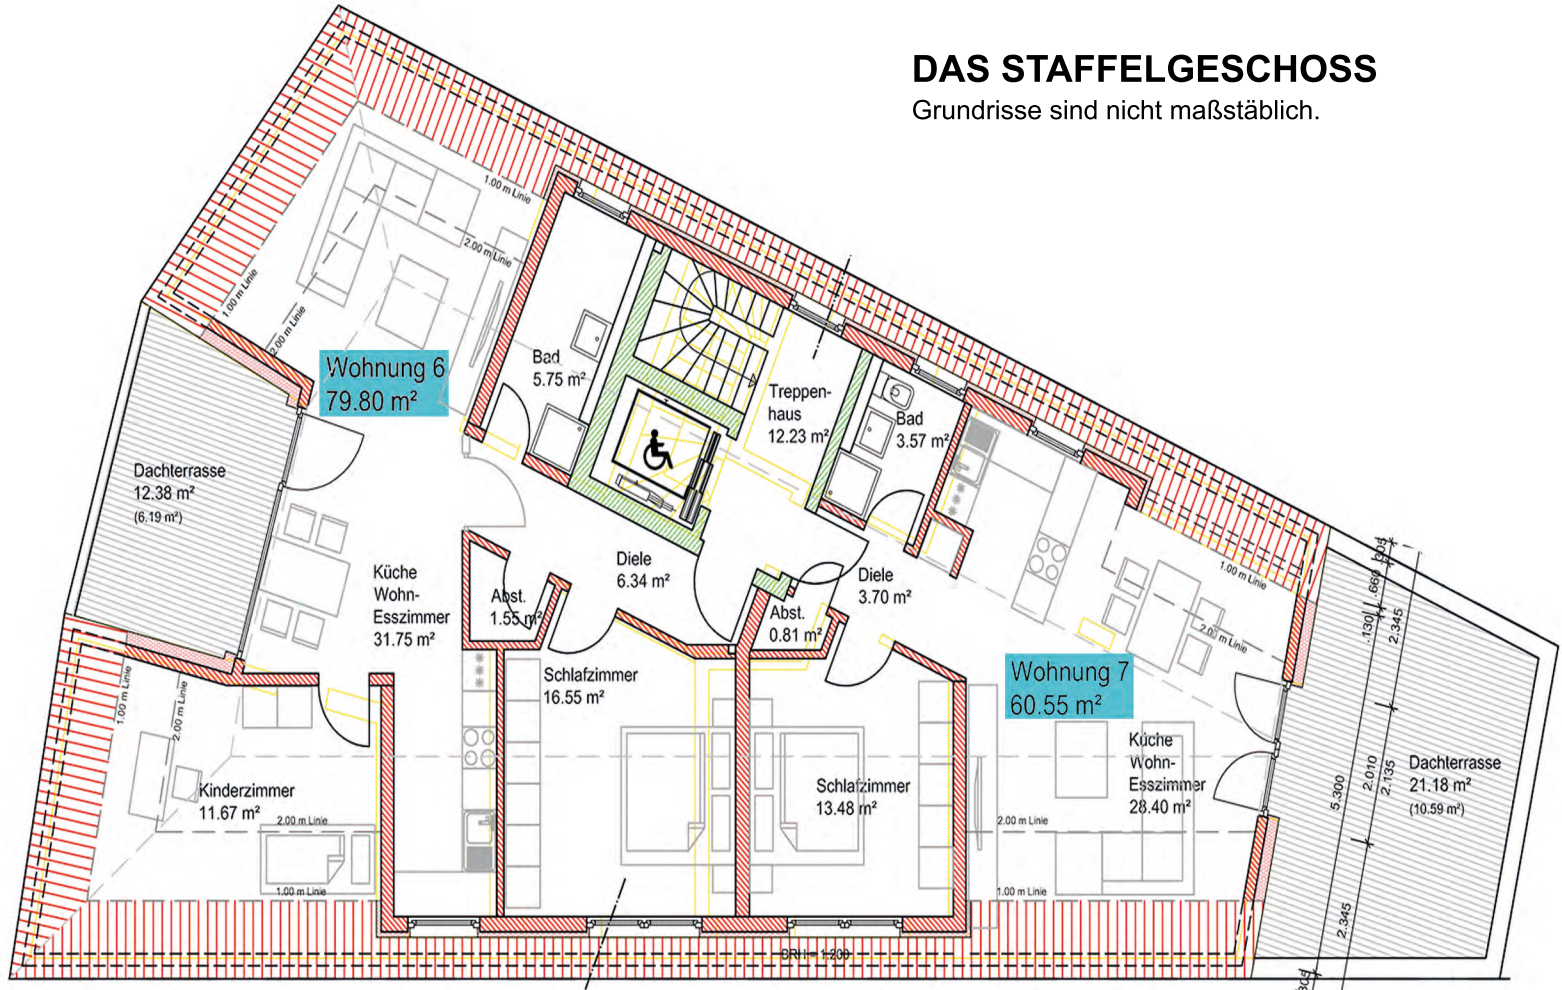 DAS STAFFELGESCHOSS
Grundrisse sind nicht maßstäblich.
1.00 m Linie
2.00 m Linie
1.00 m Linie
2.00 m Linie
Wohnung 6
79.80 m²
Bad
5.75 m²
Treppen-
haus
12.23 m²
Bad
3.57 m²
Dachterrasse
12.38 m²
(6.19 m²)
Küche
Wohn-
Esszimmer
31.75 m²
Abst.
1.55 m²
Diele
6.34 m²
Abst.
0.81 m²
Diele
3.70 m²
1.00 m Linie
2.00 m Linie
.305
.660
.130
2.345
Schlafzimmer
16.55 m²
Wohnung 7
60.55 m²
1.00 m Linie
2.00 m Linie
Kinderzimmer
11.67 m²
2.00 m Linie
1.00 m Linie
Schlafzimmer
13.48 m²
Küche
Wohn-
Esszimmer
28.40 m²
2.00 m Linie
1.00 m Linie
Dachterrasse
21.18 m²
(10.59 m²)
5.300
2.010
2.135
2.345
BRH = 1.200